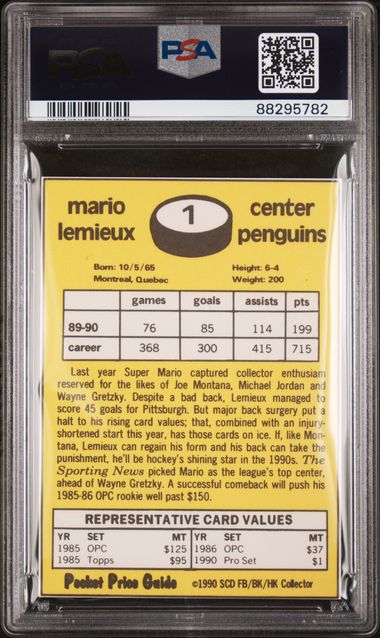 PSA
PSA
88295782
mario lemieux
1
center penguins
Born: 10/5/65
Montreal, Quebec
Height: 6-4
Weight: 200
games goals assists pts
89-90 76 85 114 199
career 368 300 415 715
Last year Super Mario captured collector enthusiam
reserved for the likes of Joe Montana, Michael Jordan and
Wayne Gretzky. Despite a bad back, Lemieux managed to
score 45 goals for Pittsburgh. But major back surgery put a
halt to his rising card values; that, combined with an injury-
shortened start this year, has those cards on ice. If, like Mon-
tana, Lemieux can regain his form and his back can take the
punishment, he'll be hockey's shining star in the 1990s. The
Sporting News picked Mario as the league's top center,
ahead of Wayne Gretzky. A successful comeback will push his
1985-86 OPC rookie well past $150.
REPRESENTATIVE CARD VALUES
YR SET MT YR SET MT
1985 OPC $125 1986 OPC $37
1985 Topps $95 1990 Pro Set $1
Pocket Price Guide ©1990 SCD FB/BK/HK Collector